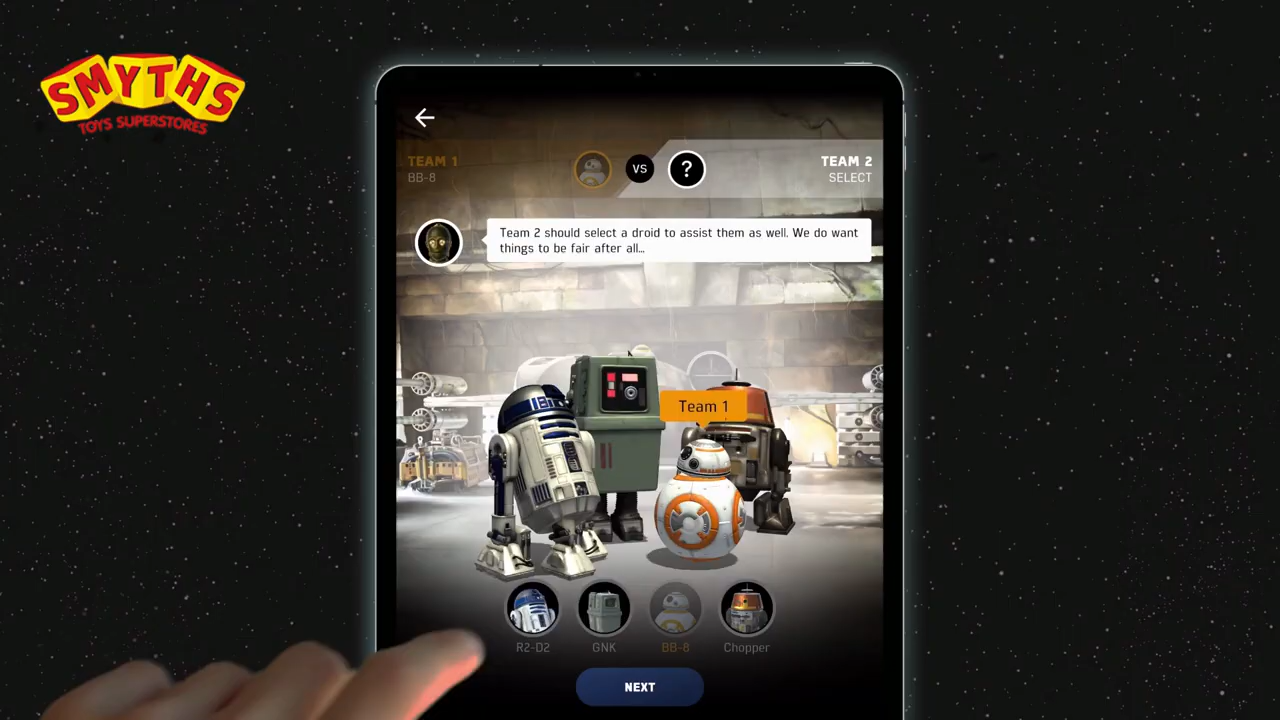 SMYTHS
TOYS SUPERSTORES
TEAM 1
BB-8
VS
?
TEAM 2
SELECT
Team 2 should select a droid to assist them as well. We do want
things to be fair after all...
Team 1
R2-D2
GNK
BB-8
Chopper
NEXT